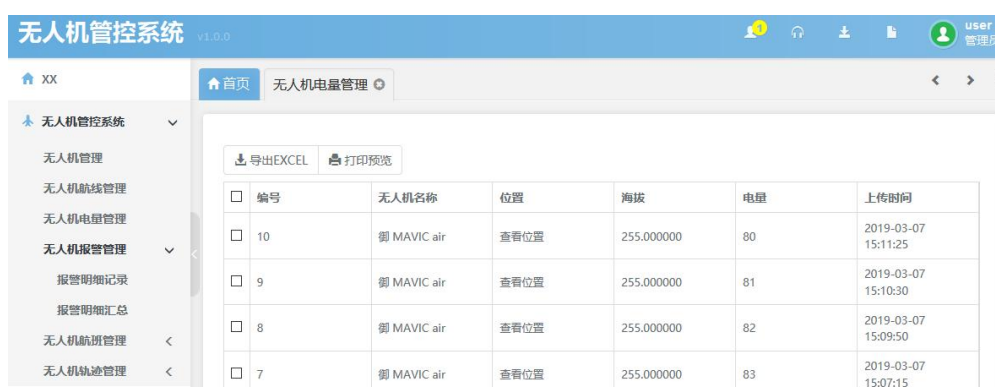 无人机管控系统 v1.0.0
1
user
管理员
XX
首页
无人机电量管理
无人机管控系统
无人机管理
无人机航线管理
无人机电量管理
无人机报警管理
报警明细记录
报警明细汇总
无人机航班管理
无人机轨迹管理
导出EXCEL 打印预览
编号 无人机名称 位置 海拔 电量 上传时间
10 御 MAVIC air 查看位置 255.000000 80 2019-03-07
15:11:25
9 御 MAVIC air 查看位置 255.000000 81 2019-03-07
15:10:30
8 御 MAVIC air 查看位置 255.000000 82 2019-03-07
15:09:50
7 御 MAVIC air 查看位置 255.000000 83 2019-03-07
15:07:15